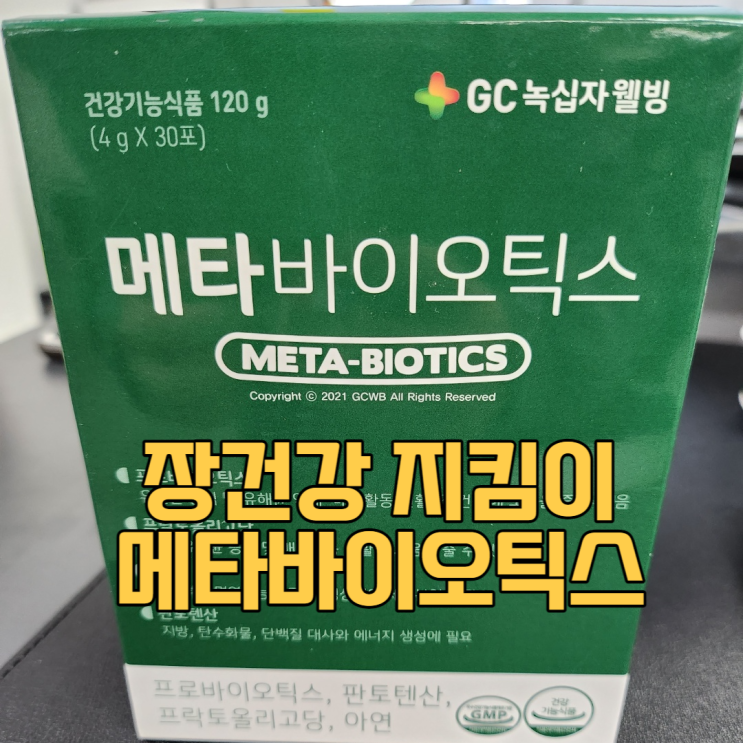 건강기능식품 120 g
(4 g X 30포)
GC 녹십자웰빙
메타바이오틱스
META-BIOTICS
Copyright ⓒ 2021 GCWB All Rights Reserved
장건강 지킴이
메타바이오틱스
판토텐산
지방, 탄수화물, 단백질 대사와 에너지 생성에 필요
프로바이오틱스, 판토텐산,
프락토올리고당, 아연
GMP
건강
기능식품